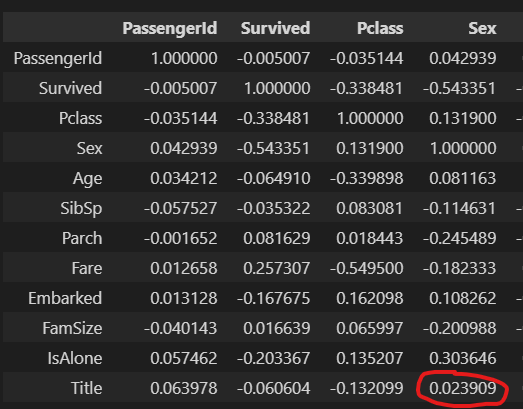 PassengerId Survived Pclass Sex
PassengerId 1.000000 -0.005007 -0.035144 0.042939
Survived -0.005007 1.000000 -0.338481 -0.543351
Pclass -0.035144 -0.338481 1.000000 0.131900
Sex 0.042939 -0.543351 0.131900 1.000000
Age 0.034212 -0.064910 -0.339898 0.081163
SibSp -0.057527 -0.035322 0.083081 -0.114631
Parch -0.001652 0.081629 0.018443 -0.245489
Fare 0.012658 0.257307 -0.549500 -0.182333
Embarked 0.013128 -0.167675 0.162098 0.108262
FamSize -0.040143 0.016639 0.065997 -0.200988
IsAlone 0.057462 -0.203367 0.135207 0.303646
Title 0.063978 -0.060604 -0.132099 0.023909